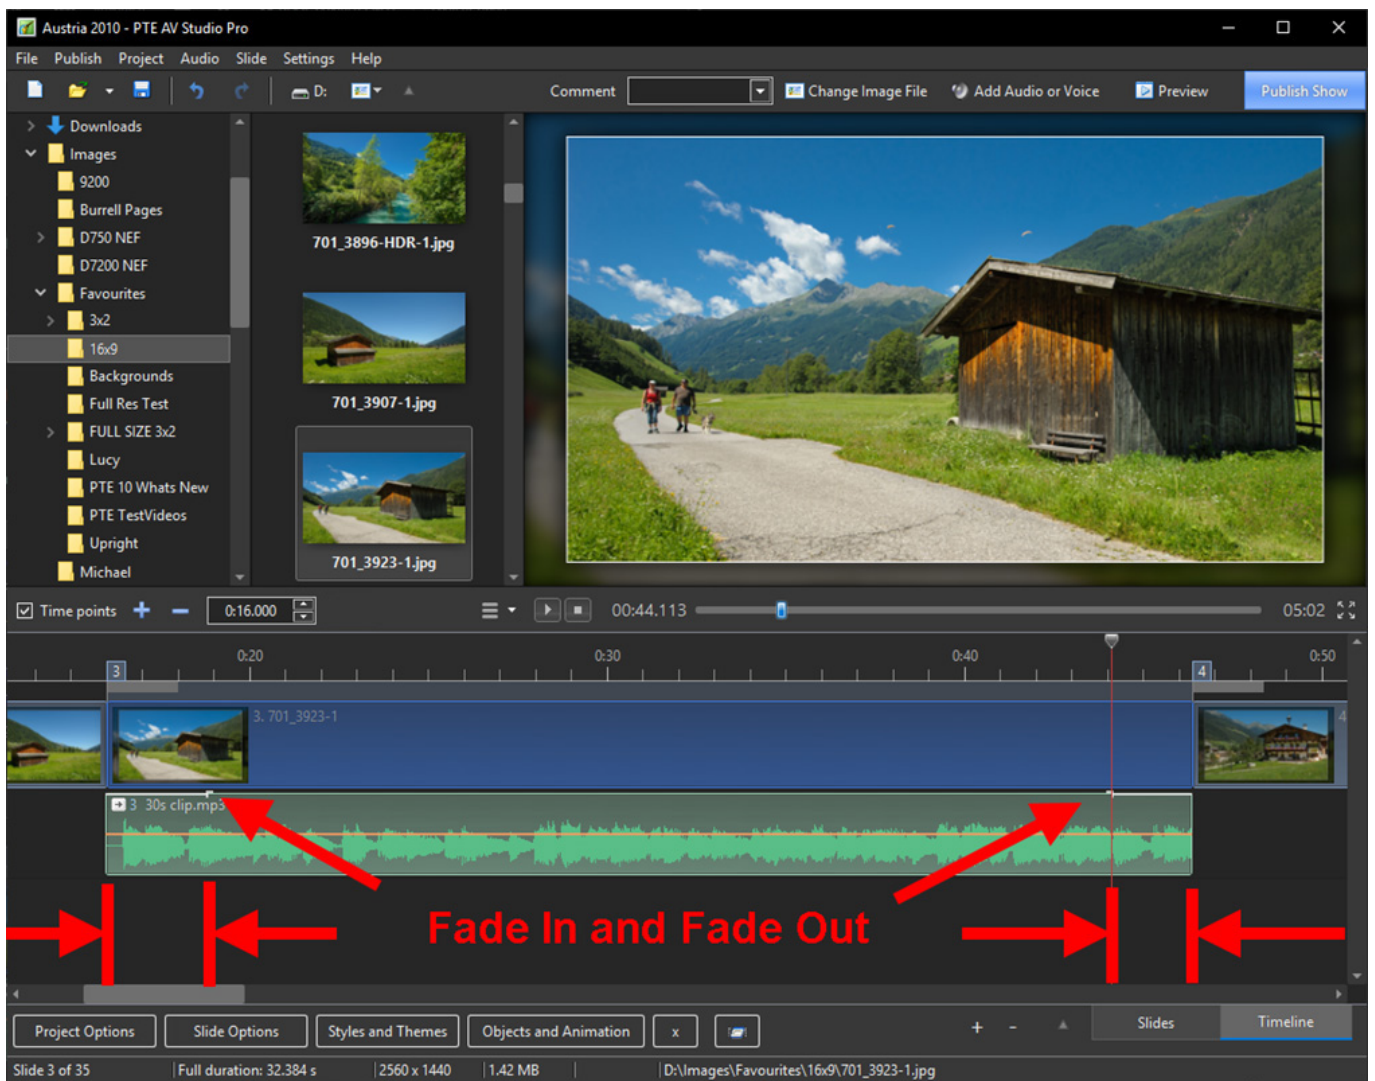 Austria 2010 - PTE AV Studio Pro
File Publish Project Audio Slide Settings Help
D: Comment Change Image File Add Audio or Voice Preview Publish Show
Downloads
Images
9200
Burrell Pages
D750 NEF
D7200 NEF
Favourites
3x2
16x9
Backgrounds
Full Res Test
FULL SIZE 3x2
Lucy
PTE 10 Whats New
PTE TestVideos
Upright
Michael
701_3896-HDR-1.jpg
701_3907-1.jpg
701_3923-1.jpg
Time points 0:16.000 00:44.113 05:02
0:20 0:30 0:40 0:50
3 4
3. 701_3923-1 4
3 30s clip.mp3
Fade In and Fade Out
Project Options Slide Options Styles and Themes Objects and Animation x + - Slides Timeline
Slide 3 of 35 Full duration: 32.384 s 2560 x 1440 1.42 MB D:\Images\Favourites\16x9\701_3923-1.jpg